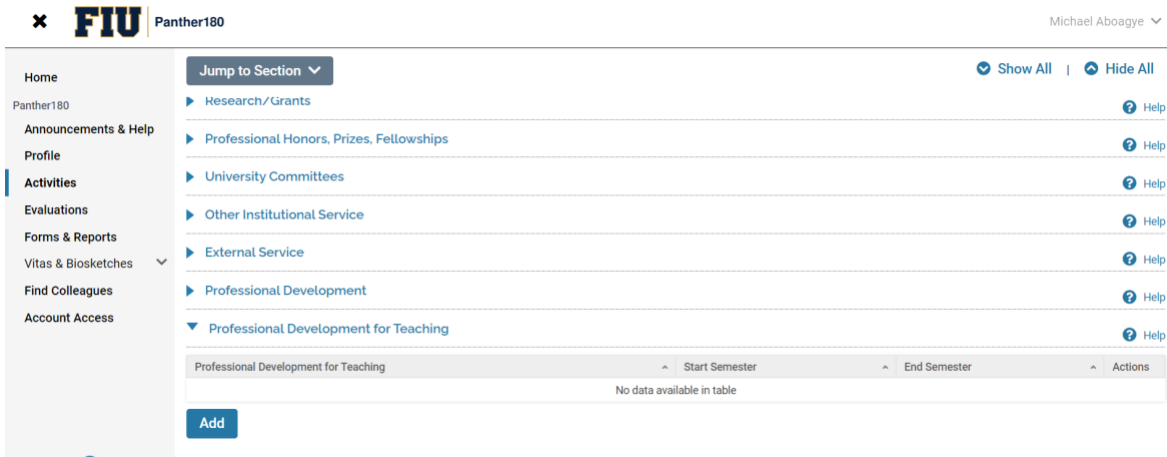 FIU Panther180 Michael Aboagye
Jump to Section Show All | Hide All
Home
Panther180
Announcements & Help
Profile
Activities
Evaluations
Forms & Reports
Vitas & Biosketches
Find Colleagues
Account Access
Research/Grants Help
Professional Honors, Prizes, Fellowships Help
University Committees Help
Other Institutional Service Help
External Service Help
Professional Development Help
Professional Development for Teaching Help
Professional Development for Teaching Start Semester End Semester Actions
No data available in table
Add